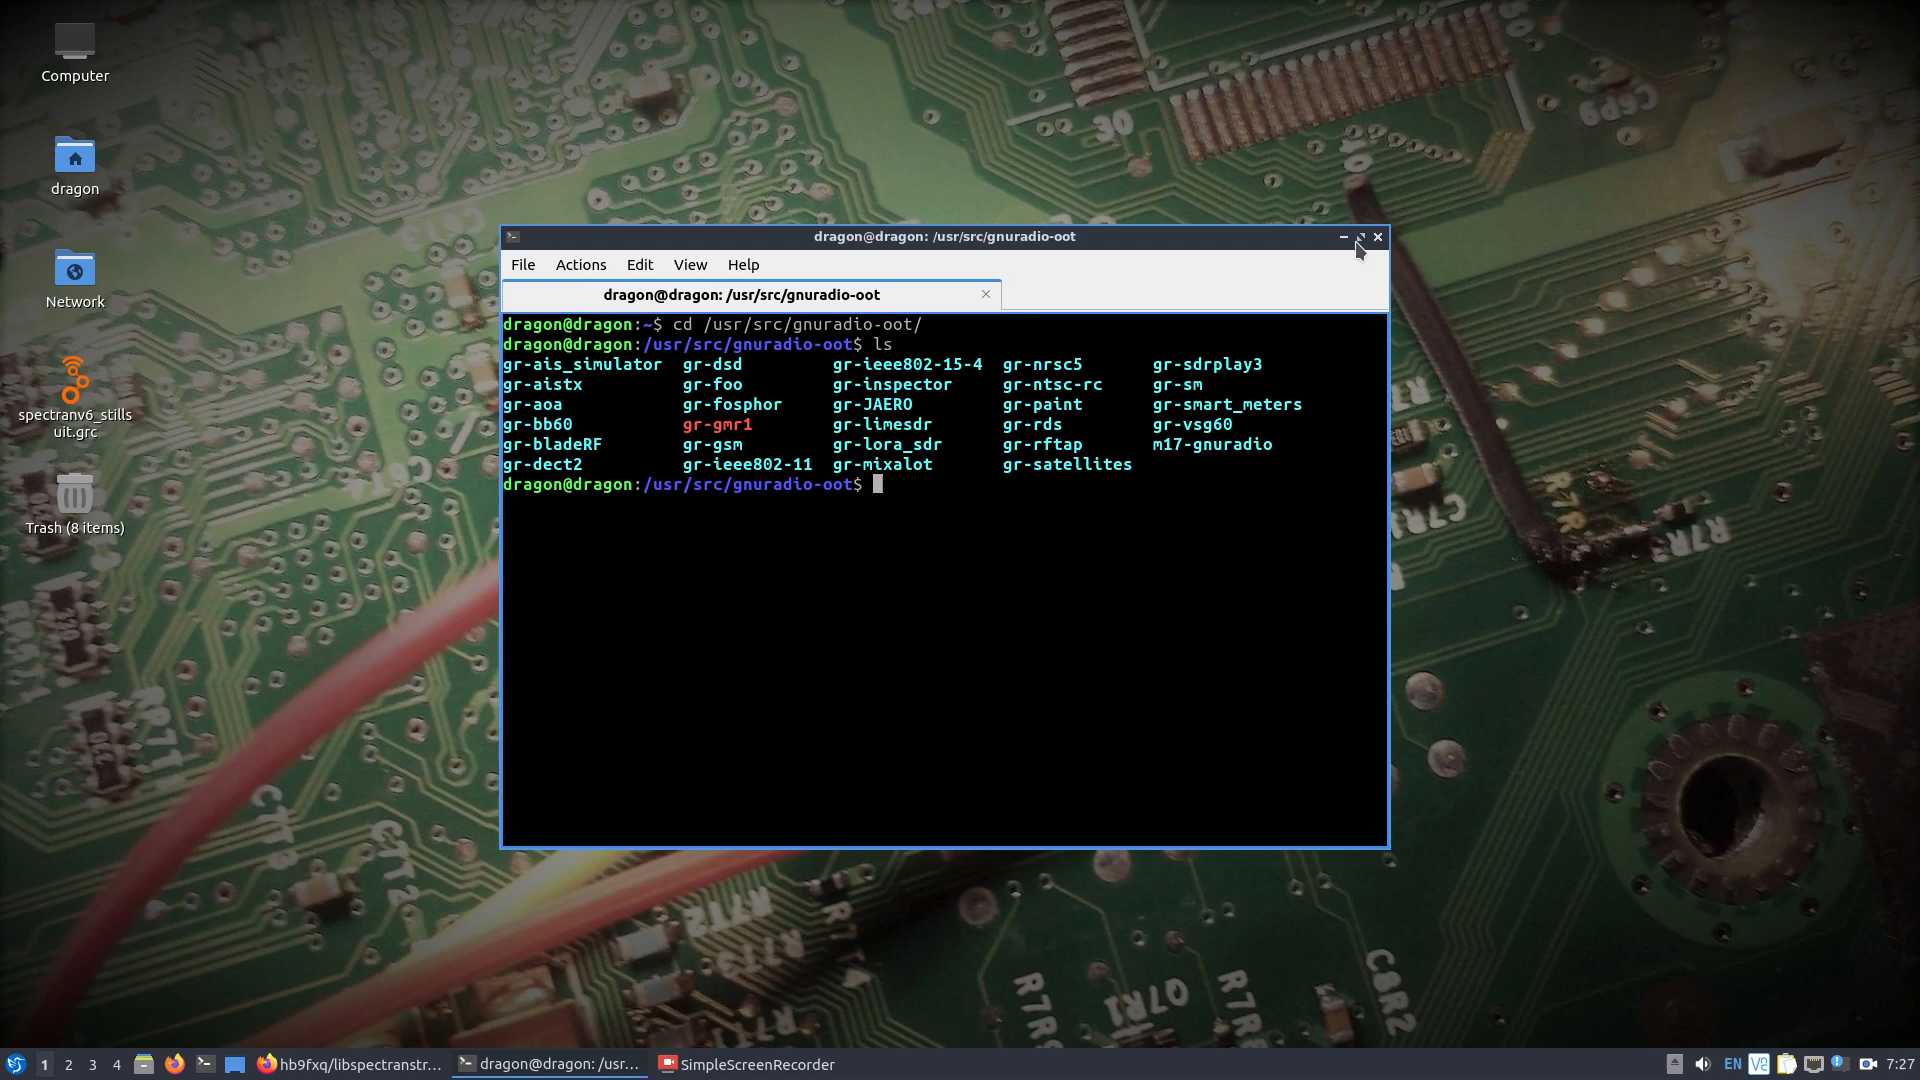 Computer
dragon
Network
spectranv6_stills
uit.grc
Trash (8 items)
dragon@dragon: /usr/src/gnuradio-oot
File Actions Edit View Help
dragon@dragon: /usr/src/gnuradio-oot
dragon@dragon:~$ cd /usr/src/gnuradio-oot/
dragon@dragon:/usr/src/gnuradio-oot$ ls
gr-ais_simulator gr-dsd gr-ieee802-15-4 gr-nrsc5 gr-sdrplay3
gr-aistx gr-foo gr-inspector gr-ntsc-rc gr-sm
gr-aoa gr-fosphor gr-JAERO gr-paint gr-smart_meters
gr-bb60 gr-gmr1 gr-limesdr gr-rds gr-vsg60
gr-bladeRF gr-gsm gr-lora_sdr gr-rftap m17-gnuradio
gr-dect2 gr-ieee802-11 gr-mixalot gr-satellites
dragon@dragon:/usr/src/gnuradio-oot$
30
R7T2
R7T3
C8R2
Q7R1
1 2 3 4 hb9fxq/libspectranstr... dragon@dragon: /usr... SimpleScreenRecorder EN 7:27